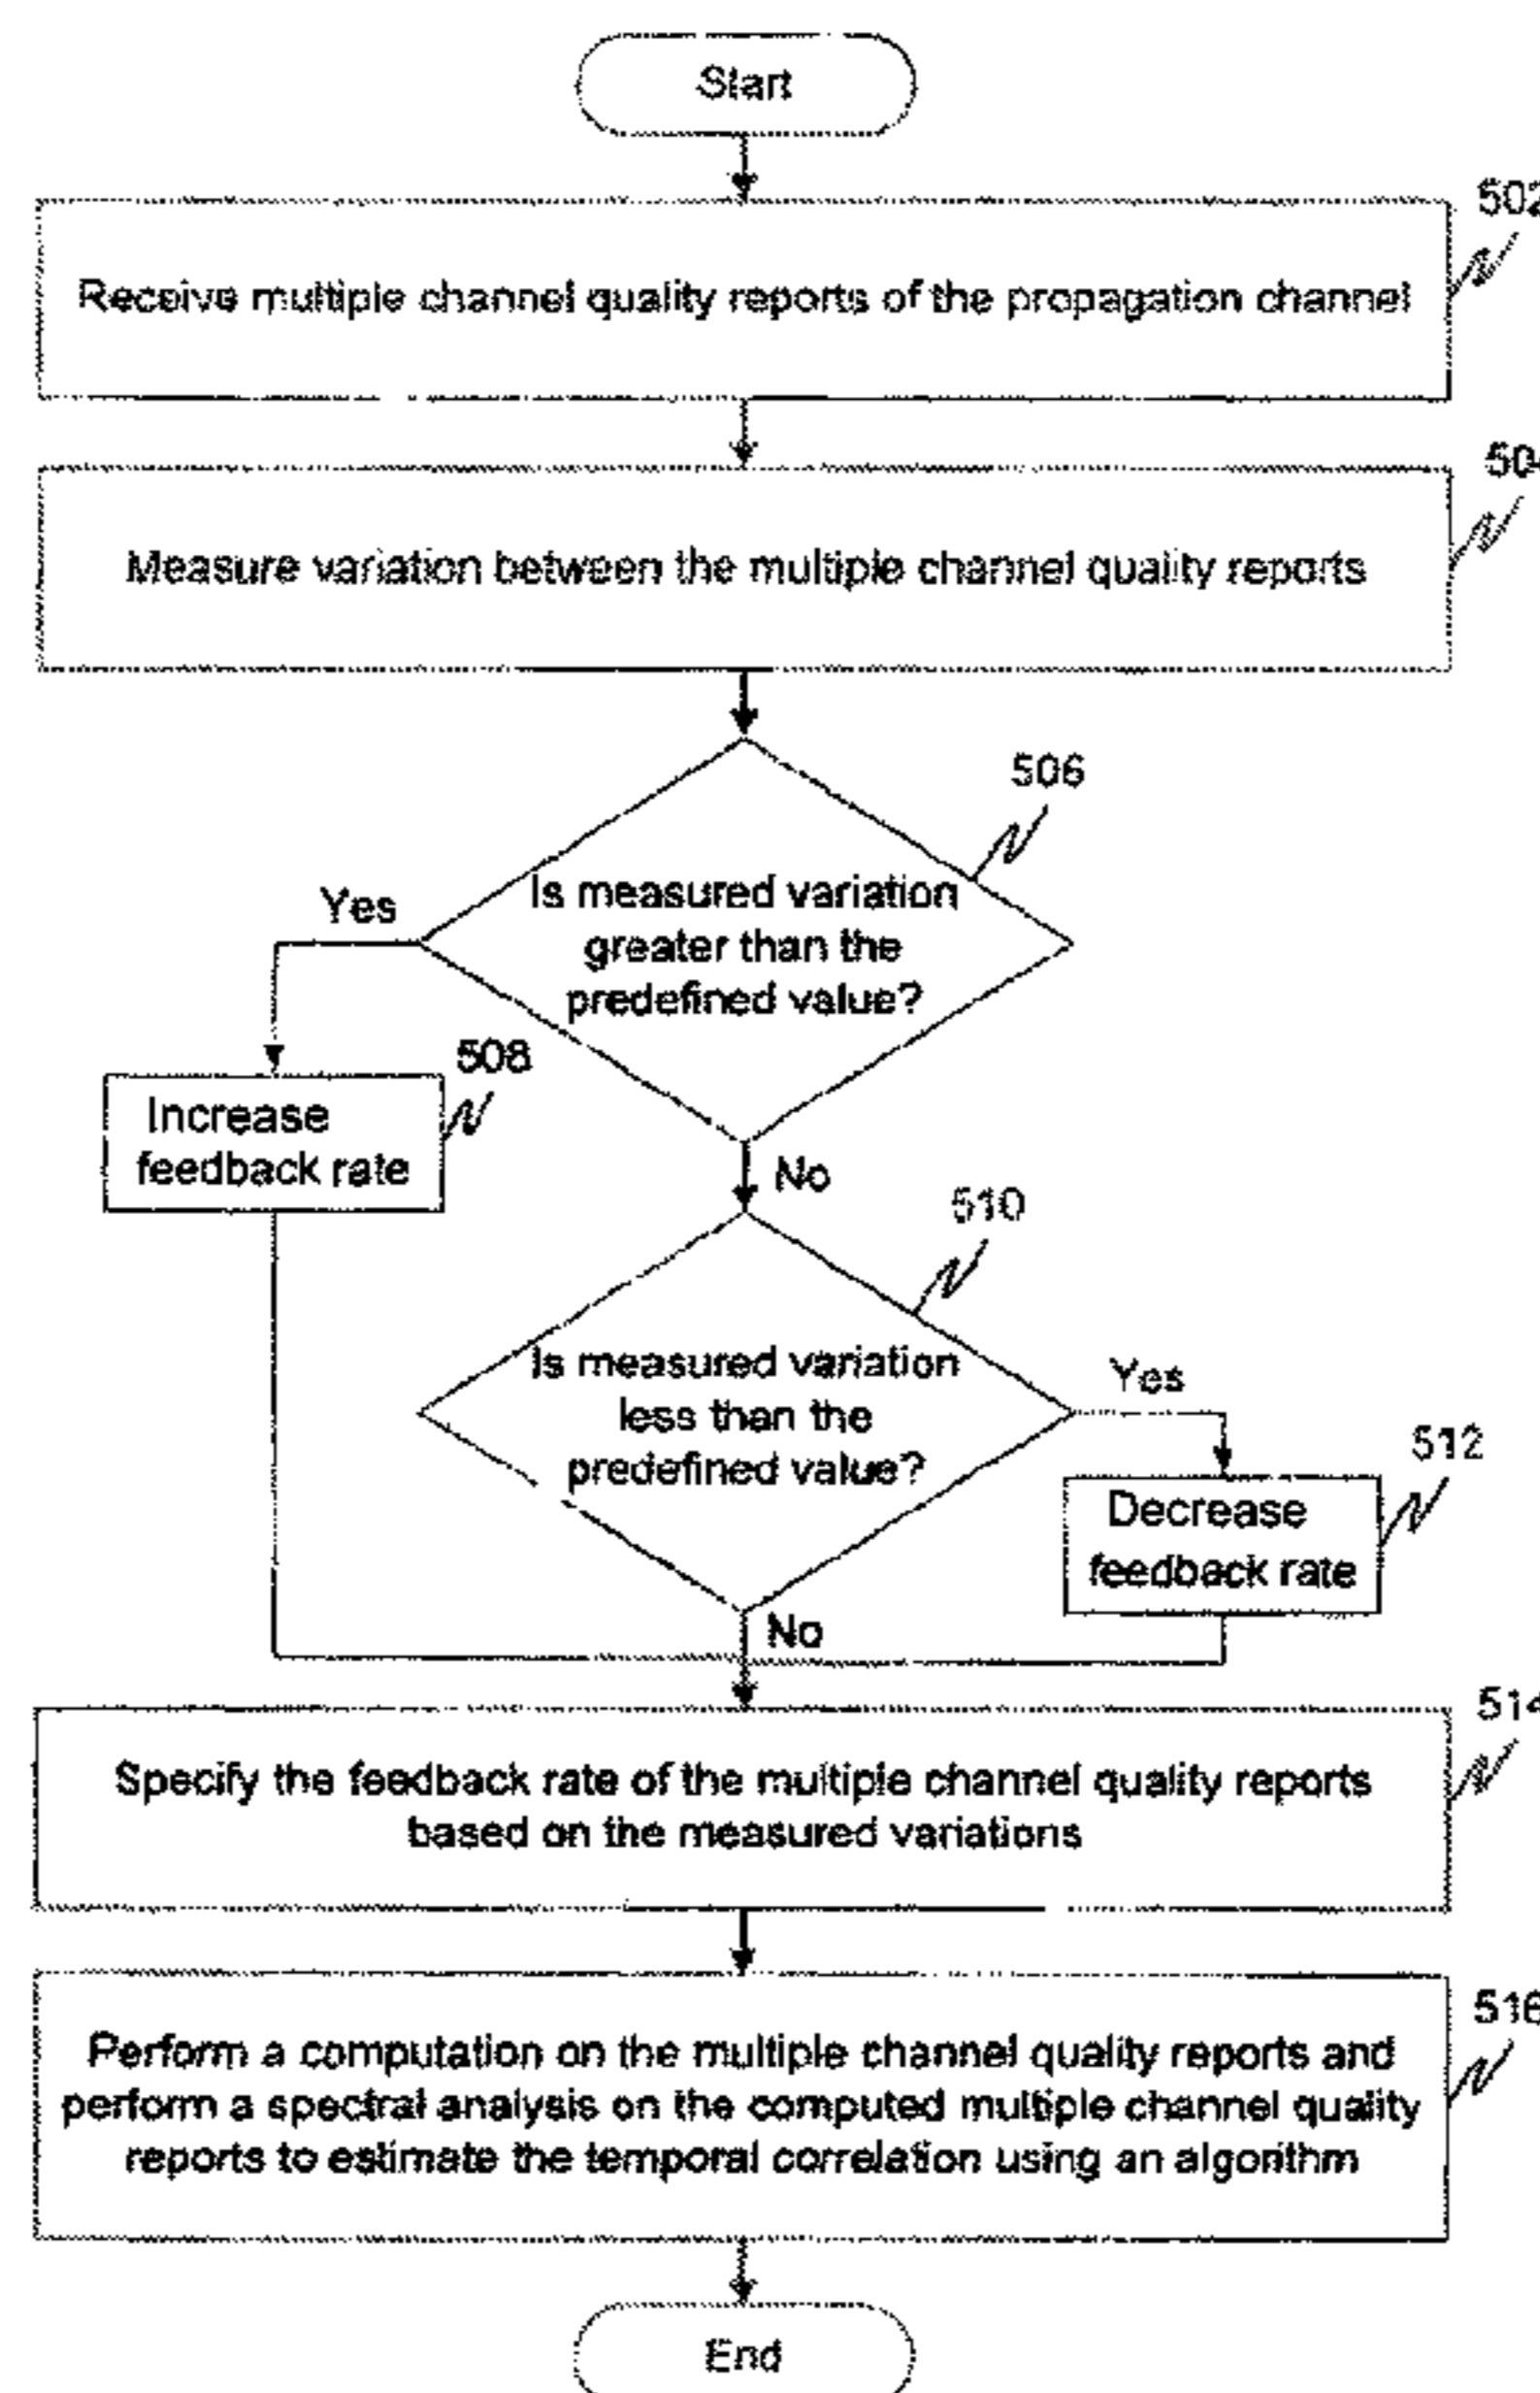 Start
502
Receive multiple channel quality reports of the propagation channel
504
Measure variation between the multiple channel quality reports
506
Is measured variation
greater than the
predefined value?
Yes
508
Increase
feedback rate
No
510
Is measured variation
less than the
predefined value?
Yes
512
Decrease
feedback rate
No
514
Specify the feedback rate of the multiple channel quality reports
based on the measured variations
516
Perform a computation on the multiple channel quality reports and
perform a spectral analysis on the computed multiple channel quality
reports to estimate the temporal correlation using an algorithm
End